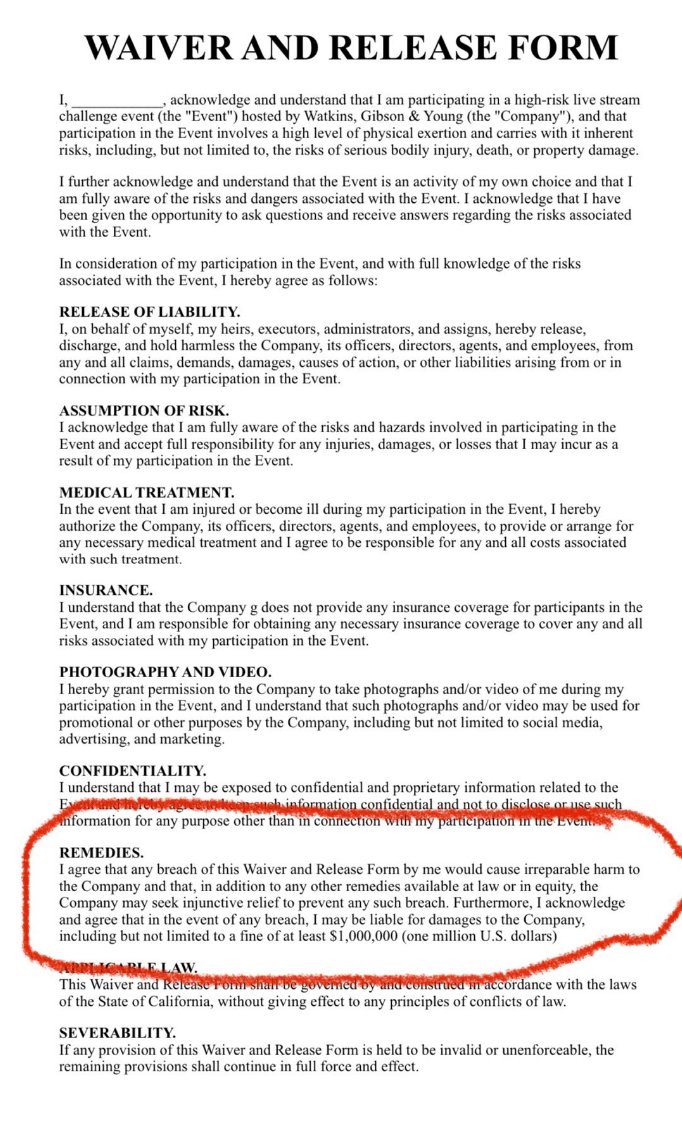 WAIVER AND RELEASE FORM
I, ____________, acknowledge and understand that I am participating in a high-risk live stream
challenge event (the "Event") hosted by Watkins, Gibson & Young (the "Company"), and that
participation in the Event involves a high level of physical exertion and carries with it inherent
risks, including, but not limited to, the risks of serious bodily injury, death, or property damage.
I further acknowledge and understand that the Event is an activity of my own choice and that I
am fully aware of the risks and dangers associated with the Event. I acknowledge that I have
been given the opportunity to ask questions and receive answers regarding the risks associated
with the Event.
In consideration of my participation in the Event, and with full knowledge of the risks
associated with the Event, I hereby agree as follows:
RELEASE OF LIABILITY.
I, on behalf of myself, my heirs, executors, administrators, and assigns, hereby release,
discharge, and hold harmless the Company, its officers, directors, agents, and employees, from
any and all claims, demands, damages, causes of action, or other liabilities arising from or in
connection with my participation in the Event.
ASSUMPTION OF RISK.
I acknowledge that I am fully aware of the risks and hazards involved in participating in the
Event and accept full responsibility for any injuries, damages, or losses that I may incur as a
result of my participation in the Event.
MEDICAL TREATMENT.
In the event that I am injured or become ill during my participation in the Event, I hereby
authorize the Company, its officers, directors, agents, and employees, to provide or arrange for
any necessary medical treatment and I agree to be responsible for any and all costs associated
with such treatment.
INSURANCE.
I understand that the Company g does not provide any insurance coverage for participants in the
Event, and I am responsible for obtaining any necessary insurance coverage to cover any and all
risks associated with my participation in the Event.
PHOTOGRAPHY AND VIDEO.
I hereby grant permission to the Company to take photographs and/or video of me during my
participation in the Event, and I understand that such photographs and/or video may be used for
promotional or other purposes by the Company, including but not limited to social media,
advertising, and marketing.
CONFIDENTIALITY.
I understand that I may be exposed to confidential and proprietary information related to the
Event and hereby agree to keep such information confidential and not to disclose or use such
information for any purpose other than in connection with my participation in the Event.
REMEDIES.
I agree that any breach of this Waiver and Release Form by me would cause irreparable harm to
the Company and that, in addition to any other remedies available at law or in equity, the
Company may seek injunctive relief to prevent any such breach. Furthermore, I acknowledge
and agree that in the event of any breach, I may be liable for damages to the Company,
including but not limited to a fine of at least $1,000,000 (one million U.S. dollars)
APPLICABLE LAW.
This Waiver and Release Form shall be governed by and construed in accordance with the laws
of the State of California, without giving effect to any principles of conflicts of law.
SEVERABILITY.
If any provision of this Waiver and Release Form is held to be invalid or unenforceable, the
remaining provisions shall continue in full force and effect.